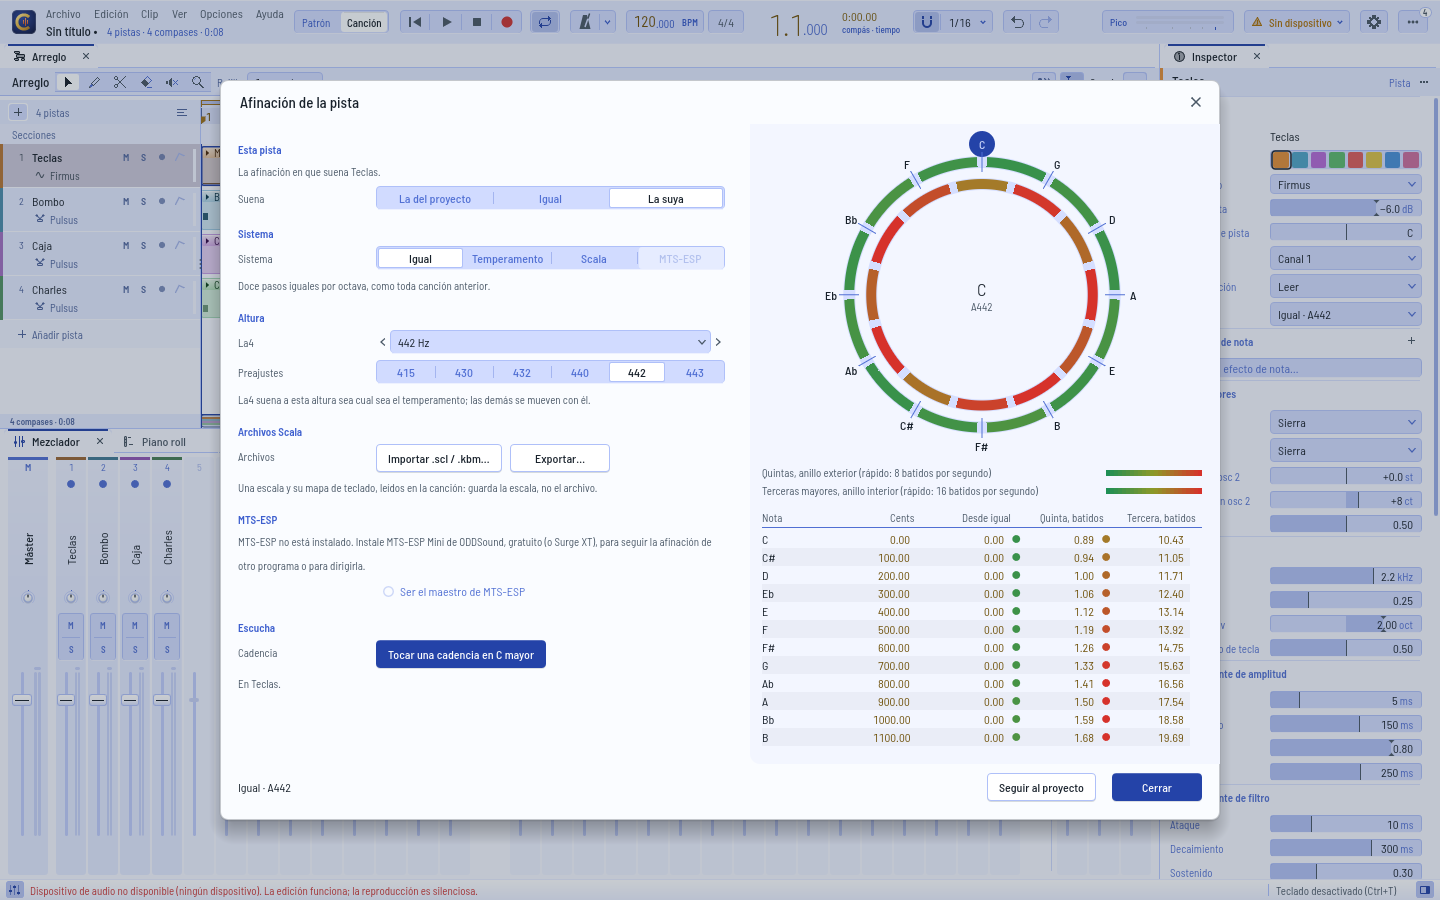 Archivo Edición Clip Ver Opciones Ayuda
Sin título • 4 pistas · 4 compases · 0:08
Patrón Canción
120.000 BPM 4/4
1.1.000
0:00.00
compás · tiempo
1/16
Pico
Sin dispositivo
4
Arreglo
Inspector
Arreglo
Pista
4 pistas
1
Secciones
1 Teclas M S
Firmus
2 Bombo M S
Pulsus
3 Caja M S
Pulsus
4 Charles M S
Pulsus
Añadir pista
4 compases · 0:08
Mezclador
Piano roll
M 1 2 3 4 5
Máster
Teclas
Bombo
Caja
Charles
M M M M
S S S S
Afinación de la pista
Esta pista
La afinación en que suena Teclas.
Suena La del proyecto Igual La suya
Sistema
Sistema Igual Temperamento Scala MTS-ESP
Doce pasos iguales por octava, como toda canción anterior.
Altura
La4 442 Hz
Preajustes 415 430 432 440 442 443
La4 suena a esta altura sea cual sea el temperamento; las demás se mueven con él.
Archivos Scala
Archivos Importar .scl / .kbm... Exportar...
Una escala y su mapa de teclado, leídos en la canción: guarda la escala, no el archivo.
MTS-ESP
MTS-ESP no está instalado. Instale MTS-ESP Mini de ODDSound, gratuito (o Surge XT), para seguir la afinación de
otro programa o para dirigirla.
Ser el maestro de MTS-ESP
Escucha
Cadencia Tocar una cadencia en C mayor
En Teclas.
Igual · A442
C
F G
Bb D
Eb A
Ab E
C# B
F#
C
A442
Quintas, anillo exterior (rápido: 8 batidos por segundo)
Terceras mayores, anillo interior (rápido: 16 batidos por segundo)
Nota Cents Desde igual Quinta, batidos Tercera, batidos
C 0.00 0.00 0.89 10.43
C# 100.00 0.00 0.94 11.05
D 200.00 0.00 1.00 11.71
Eb 300.00 0.00 1.06 12.40
E 400.00 0.00 1.12 13.14
F 500.00 0.00 1.19 13.92
F# 600.00 0.00 1.26 14.75
G 700.00 0.00 1.33 15.63
Ab 800.00 0.00 1.41 16.56
A 900.00 0.00 1.50 17.54
Bb 1000.00 0.00 1.59 18.58
B 1100.00 0.00 1.68 19.69
Seguir al proyecto Cerrar
Teclas
Firmus
−6.0 dB
e pista C
Canal 1
Leer
Igual · A442
de nota
efecto de nota...
Sierra
Sierra
osc 2 +0.0 st
osc 2 +8 ct
0.50
2.2 kHz
0.25
2.00 oct
de tecla 0.50
nte de amplitud
5 ms
150 ms
0.80
250 ms
nte de filtro
Ataque 10 ms
Decaimiento 300 ms
Sostenido 0.30
Dispositivo de audio no disponible (ningún dispositivo). La edición funciona; la reproducción es silenciosa.
Teclado desactivado (Ctrl+T)